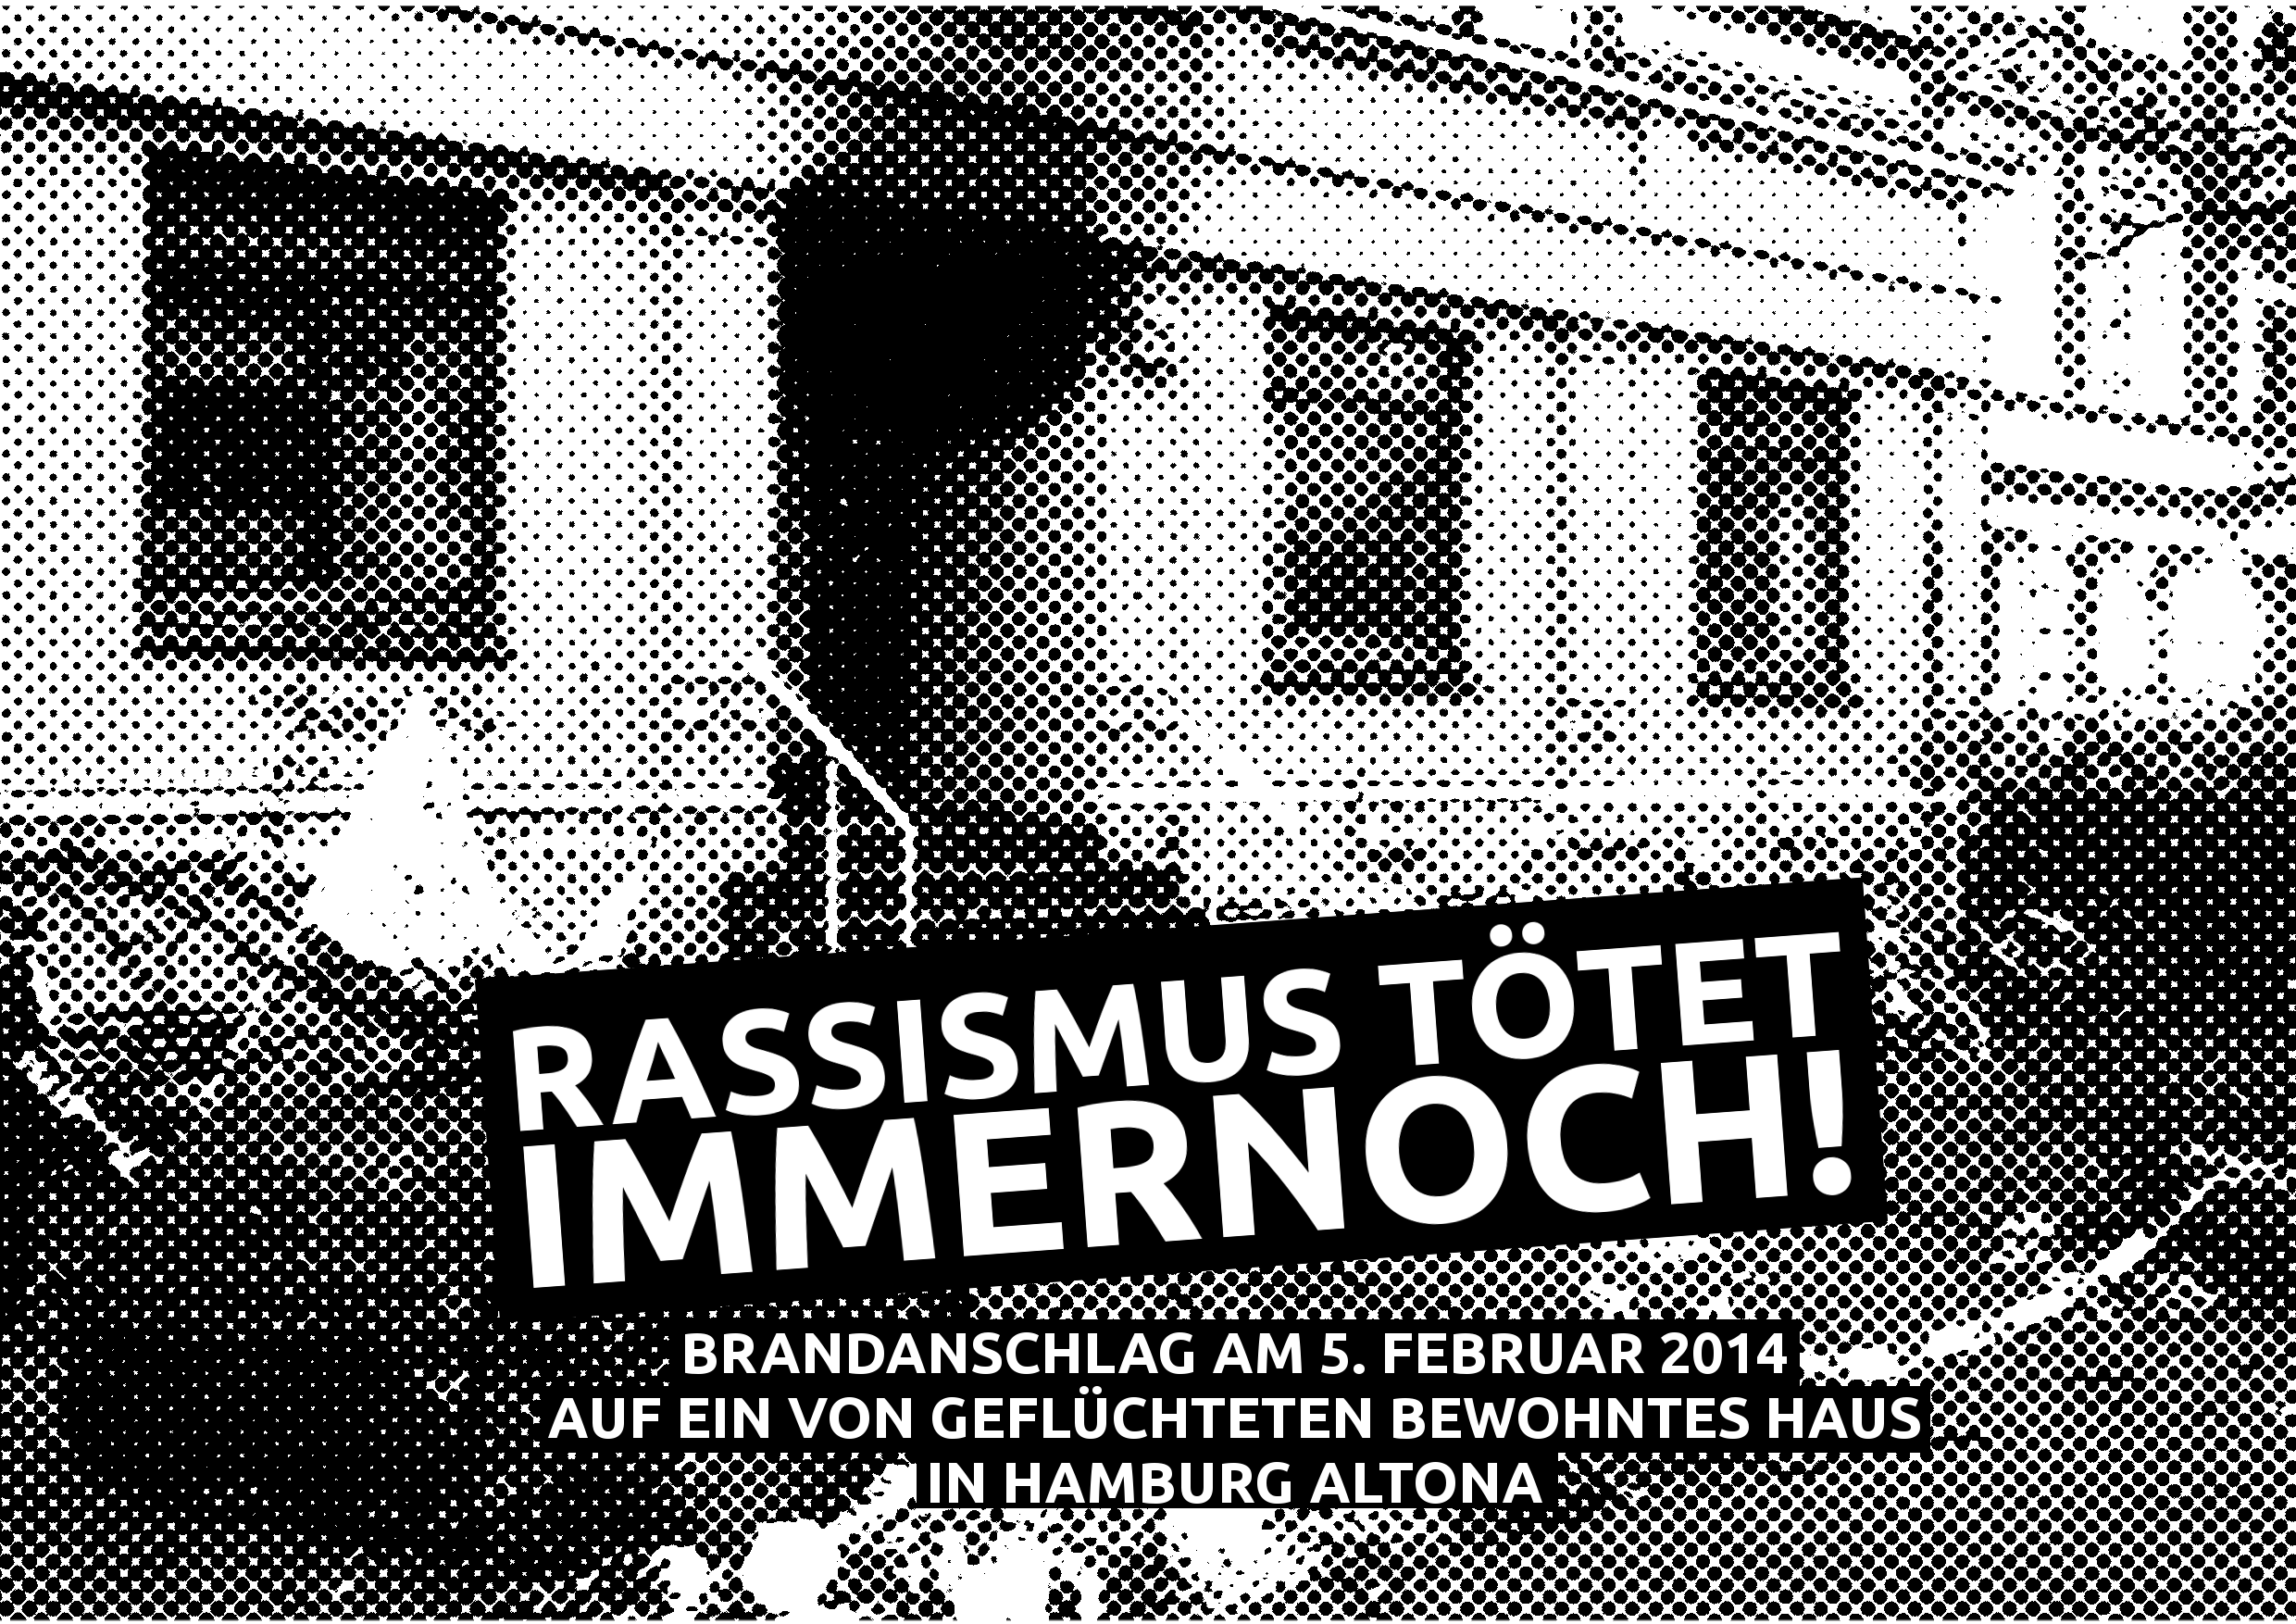 RASSISMUS TÖTET
IMMERNOCH!
BRANDANSCHLAG AM 5. FEBRUAR 2014
AUF EIN VON GEFLÜCHTETEN BEWOHNTES HAUS
IN HAMBURG ALTONA